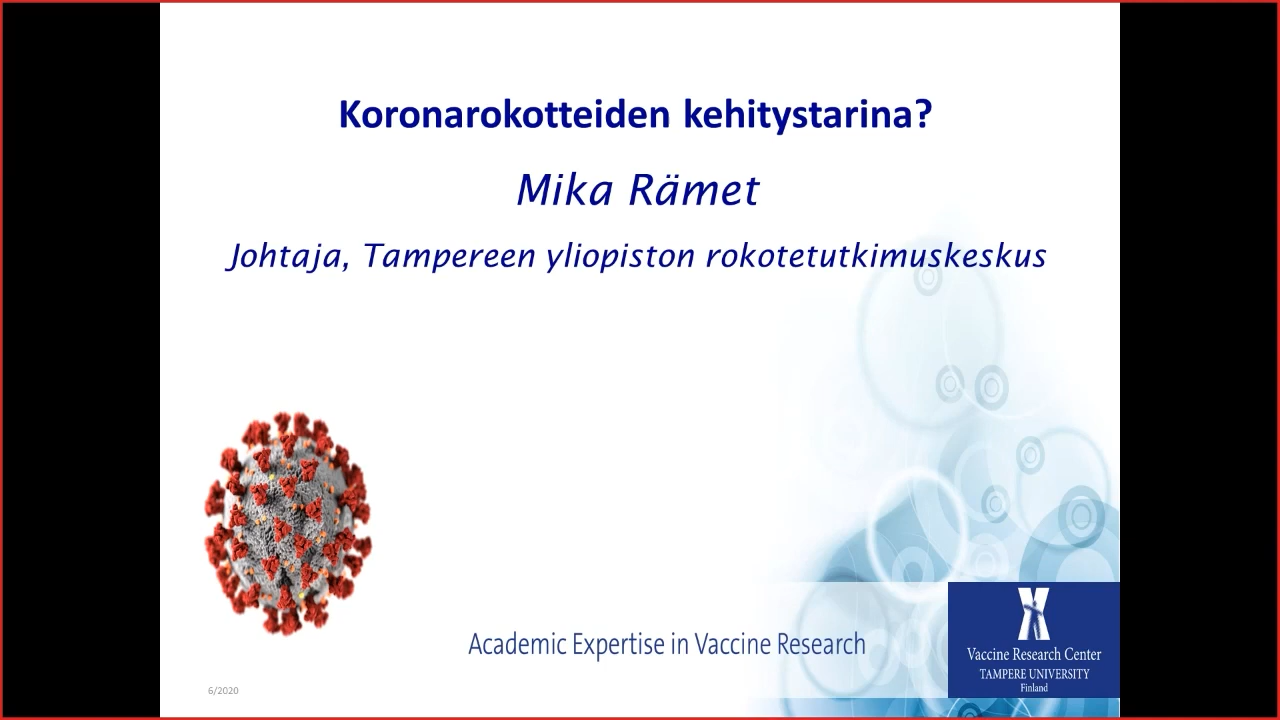 Koronarokotteiden kehitystarina?
Mika Rämet
Johtaja, Tampereen yliopiston rokotetutkimuskeskus
Academic Expertise in Vaccine Research
Vaccine Research Center
TAMPERE UNIVERSITY
Finland
6/2020